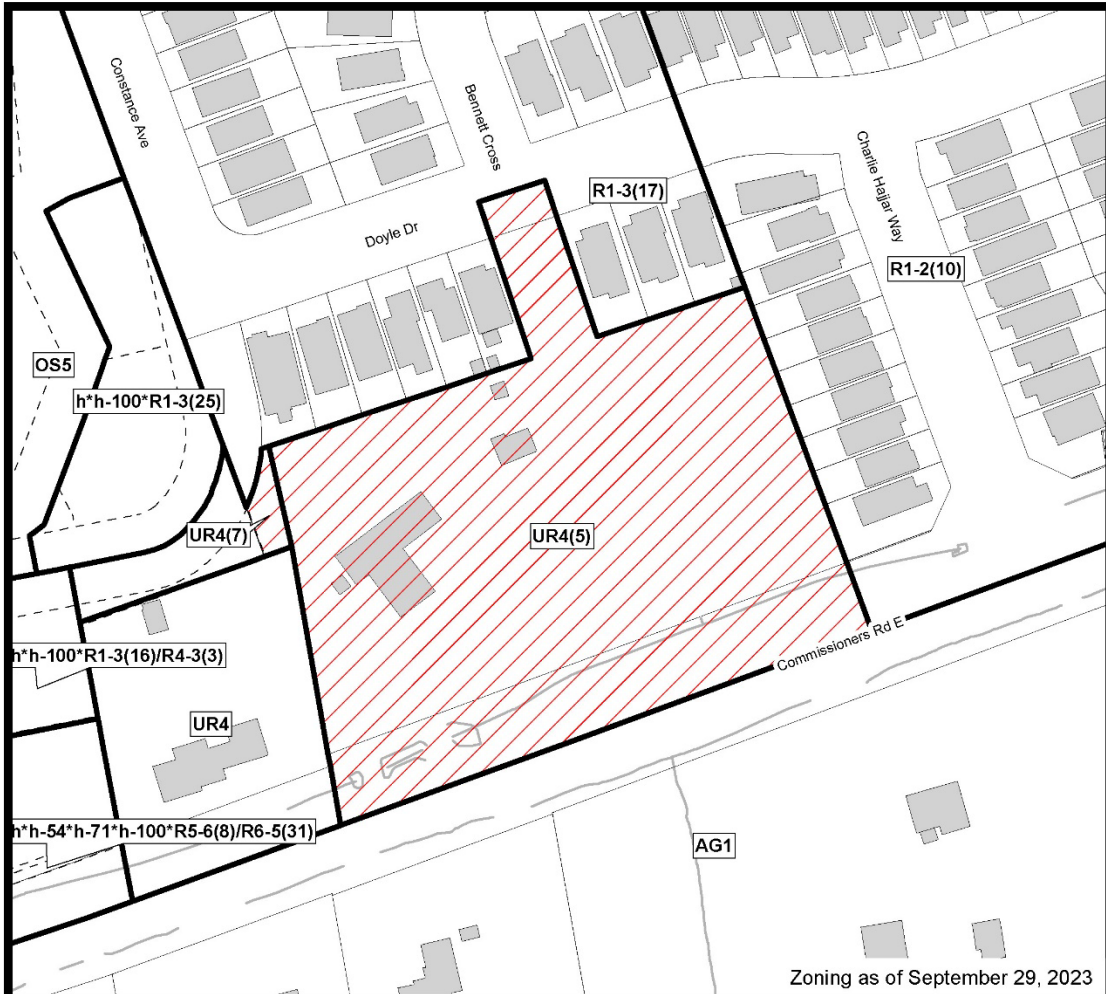 Constance Ave
Bennett Cross
Charlie Hajjar Way
R1-3(17)
Doyle Dr
R1-2(10)
OS5
h*h-100*R1-3(25)
UR4(7)
UR4(5)
Commissioners Rd E
h*h-100*R1-3(16)/R4-3(3)
UR4
h*h-54*h-71*h-100*R5-6(8)/R6-5(31)
AG1
Zoning as of September 29, 2023